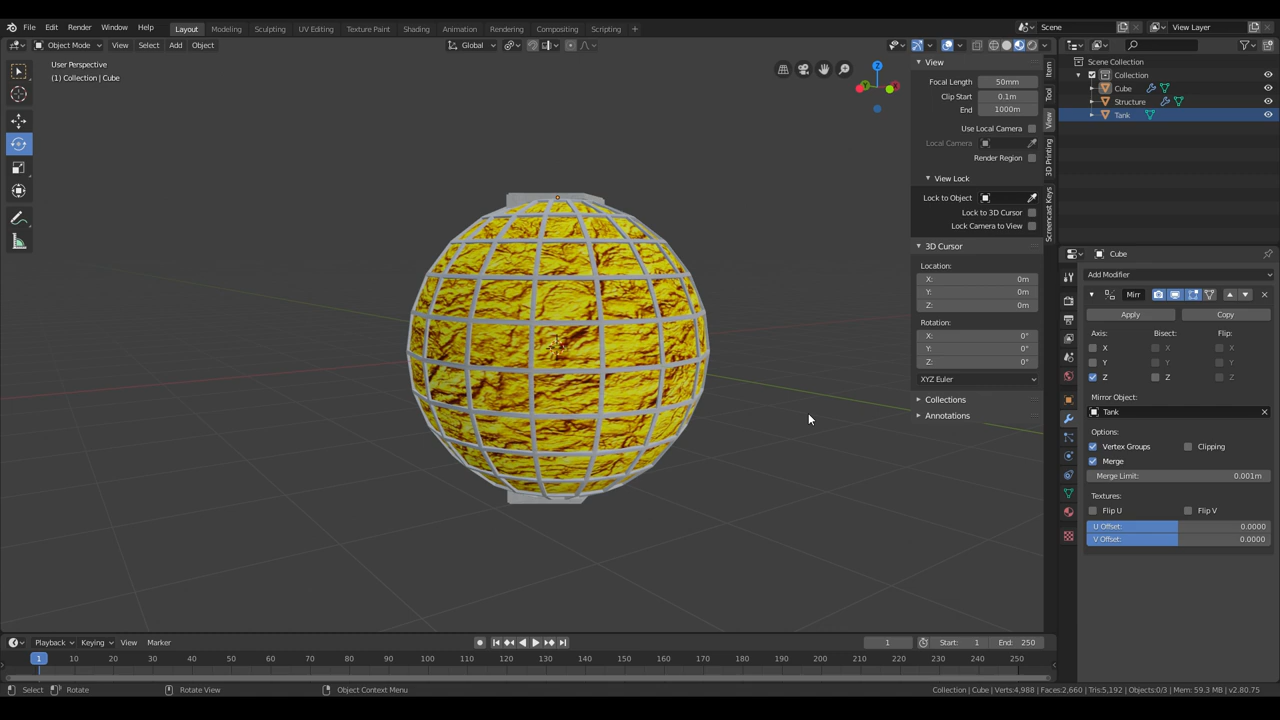 File Edit Render Window Help Layout Modeling Sculpting UV Editing Texture Paint Shading Animation Rendering Compositing Scripting + Scene View Layer
Object Mode View Select Add Object Global
User Perspective
(1) Collection | Cube
Z
View
Focal Length 50mm
Clip Start 0.1m
End 1000m
Use Local Camera
Local Camera:
Render Region
View Lock
Lock to Object
Lock to 3D Cursor
Lock Camera to View
3D Cursor
Location:
X: 0m
Y: 0m
Z: 0m
Rotation:
X: 0°
Y: 0°
Z: 0°
XYZ Euler
Collections
Annotations
Item
Tool
View
3D Printing
Screencast Keys
Scene Collection
Collection
Cube
Structure
Tank
Cube
Add Modifier
Mirr
Apply Copy
Axis: Bisect: Flip:
X X X
Y Y Y
Z Z Z
Mirror Object:
Tank
Options:
Vertex Groups Clipping
Merge
Merge Limit: 0.001m
Textures:
Flip U Flip V
U Offset: 0.0000
V Offset: 0.0000
Playback Keying View Marker 1 Start: 1 End: 250
1 10 20 30 40 50 60 70 80 90 100 110 120 130 140 150 160 170 180 190 200 210 220 230 240 250
Select Rotate Rotate View Object Context Menu Collection | Cube | Verts:4,988 | Faces:2,660 | Tris:5,192 | Objects:0/3 | Mem: 59.3 MB | v2.80.75